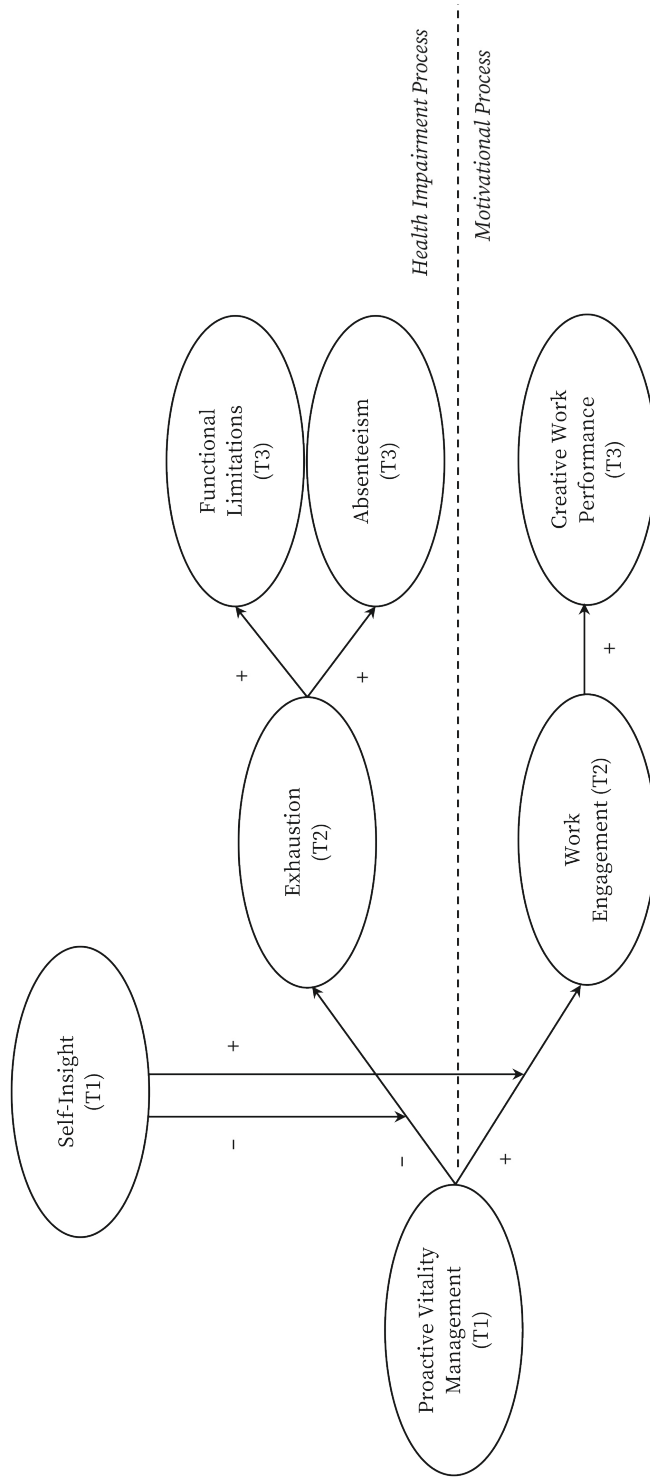 Self-Insight
(T1)
−
+
Proactive Vitality
Management
(T1)
−
+
Exhaustion
(T2)
+
+
Functional
Limitations
(T3)
Absenteeism
(T3)
Health Impairment Process
Motivational Process
Work
Engagement (T2)
+
Creative Work
Performance
(T3)